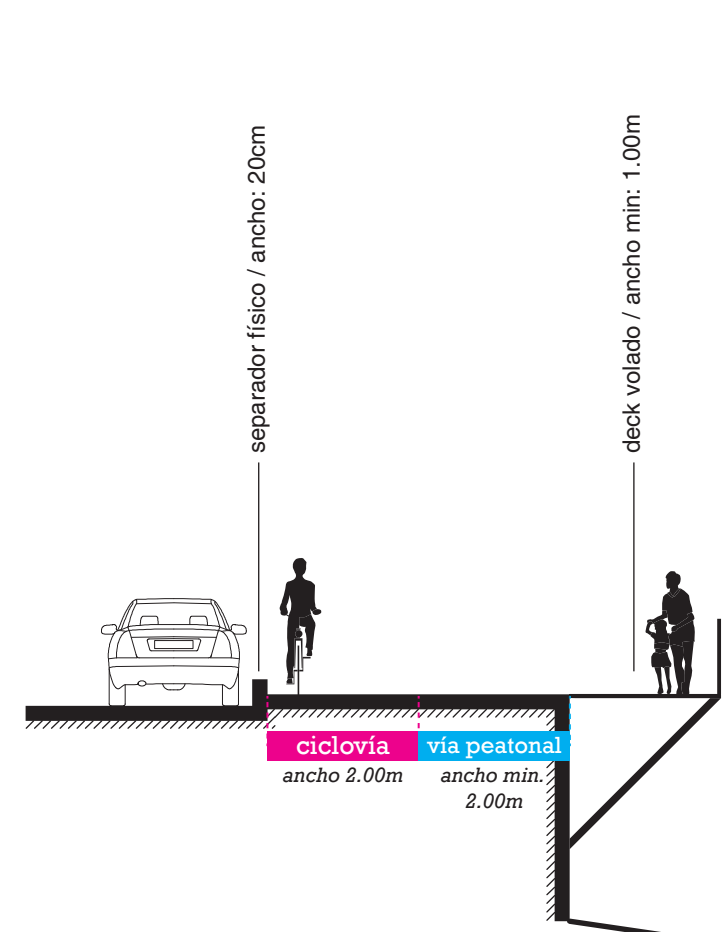 separador físico / ancho: 20cm
deck volado / ancho min: 1.00m
ciclovía
ancho 2.00m
vía peatonal
ancho min.
2.00m